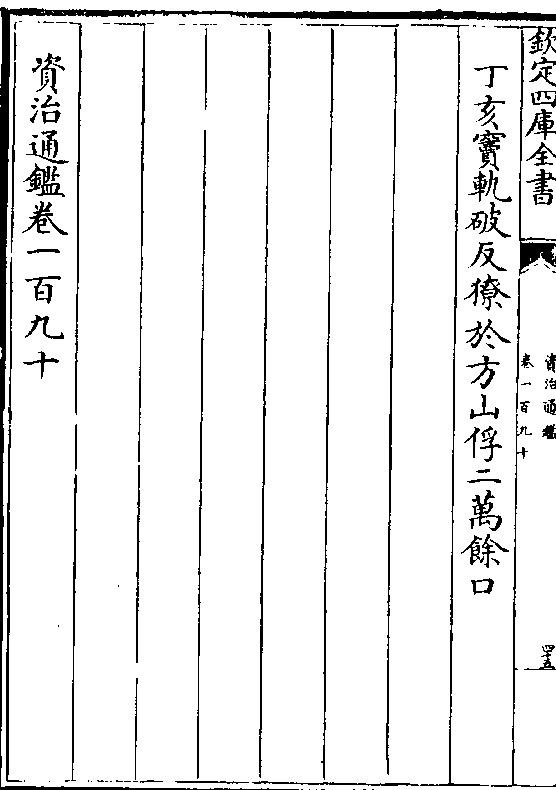 欽定四庫全書
資治通鑑
卷一百九十
四五
丁亥竇軌破反獠於方山俘二萬餘口
資治通鑑卷一百九十